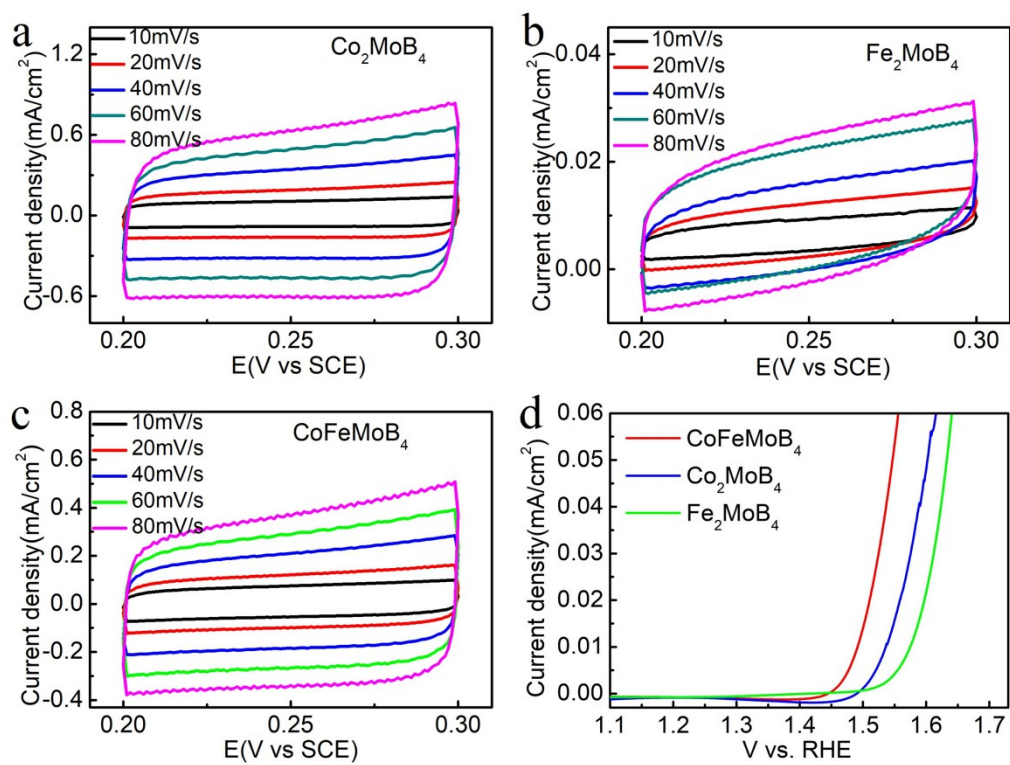 a
Co₂MoB₄
10mV/s
20mV/s
40mV/s
60mV/s
80mV/s
Current density(mA/cm²)
1.2
0.6
0.0
-0.6
0.20
0.25
0.30
E(V vs SCE)
b
Fe₂MoB₄
10mV/s
20mV/s
40mV/s
60mV/s
80mV/s
Current density(mA/cm²)
0.04
0.02
0.00
0.20
0.25
0.30
E(V vs SCE)
c
CoFeMoB₄
10mV/s
20mV/s
40mV/s
60mV/s
80mV/s
Current density(mA/cm²)
0.8
0.6
0.4
0.2
0.0
-0.2
-0.4
0.20
0.25
0.30
E(V vs SCE)
d
CoFeMoB₄
Co₂MoB₄
Fe₂MoB₄
Current density(mA/cm²)
0.06
0.05
0.04
0.03
0.02
0.01
0.00
1.1
1.2
1.3
1.4
1.5
1.6
1.7
V vs. RHE